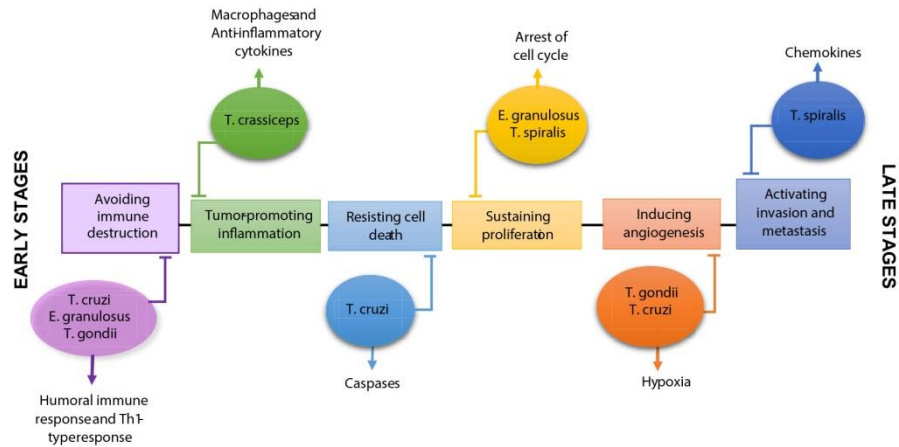 Macrophages and
Anti-inflammatory
cytokines
Arrest
of cell
cycle
Chemokines
T. crassiceps
E. granulosus
T. spiralis
T. spiralis
EARLY STAGES
Avoiding
immune
destruction
Tumorpromoting
inflammation
Resisting cell
death
Sustaining
proliferation
Inducing
angiogenesis
Activating
invasion and
metastasis
LATE STAGES
T. cruzi
E. granulosus
T. gondii
T. cruzi
T. gondii
T. cruzi
Humoral immune
response and Th1-
type response
Caspases
Hypoxia